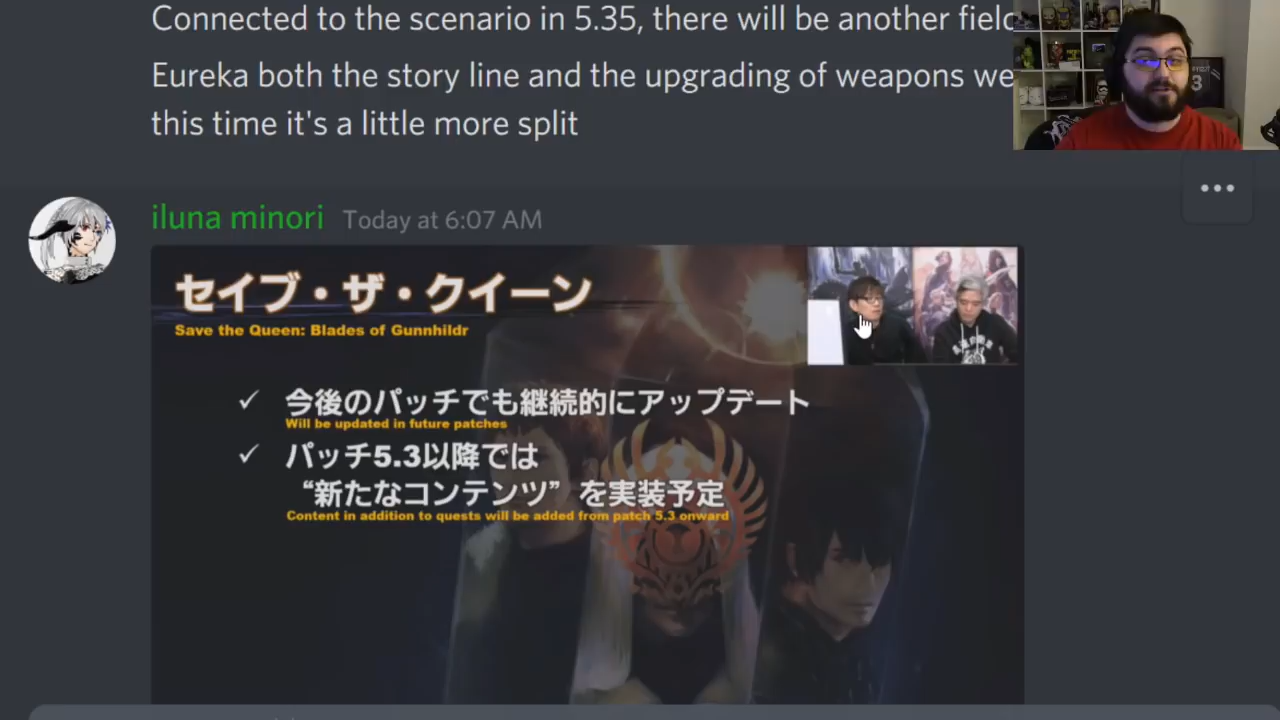 Connected to the scenario in 5.35, there will be another
Eureka both the story line and the upgrading of weapons
this time it's a little more split
iluna minori Today at 6:07 AM
セイブ・ザ・クイーン
Save the Queen: Blades of Gunnhildr
✓ 今後のパッチでも継続的にアップデート
Will be updated in future patches
✓ パッチ5.3以降では
“新たなコンテンツ”を実装予定
Content in addition to quests will be added from patch 5.3 onward